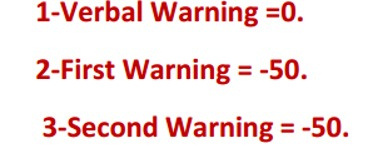 1-Verbal Warning =0.
2-First Warning = -50.
3-Second Warning = -50.